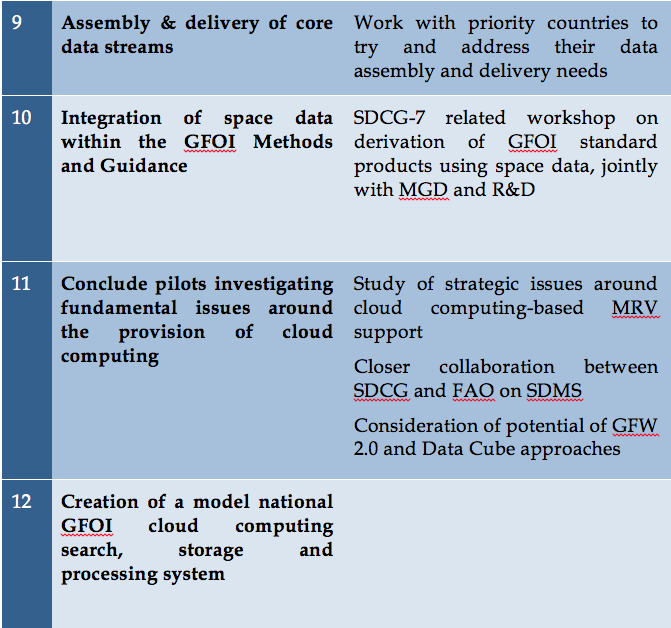 9
Assembly & delivery of core
data streams
Work with priority countries to
try and address their data
assembly and delivery needs
10
Integration of space data
within the GFOI Methods
and Guidance
SDCG-7 related workshop on
derivation of GFOI standard
products using space data, jointly
with MGD and R&D
11
Conclude pilots investigating
fundamental issues around
the provision of cloud
computing
Study of strategic issues around
cloud computing-based MRV
support
Closer collaboration between
SDCG and FAO on SDMS
Consideration of potential of GFW
2.0 and Data Cube approaches
12
Creation of a model national
GFOI cloud computing
search, storage and
processing system